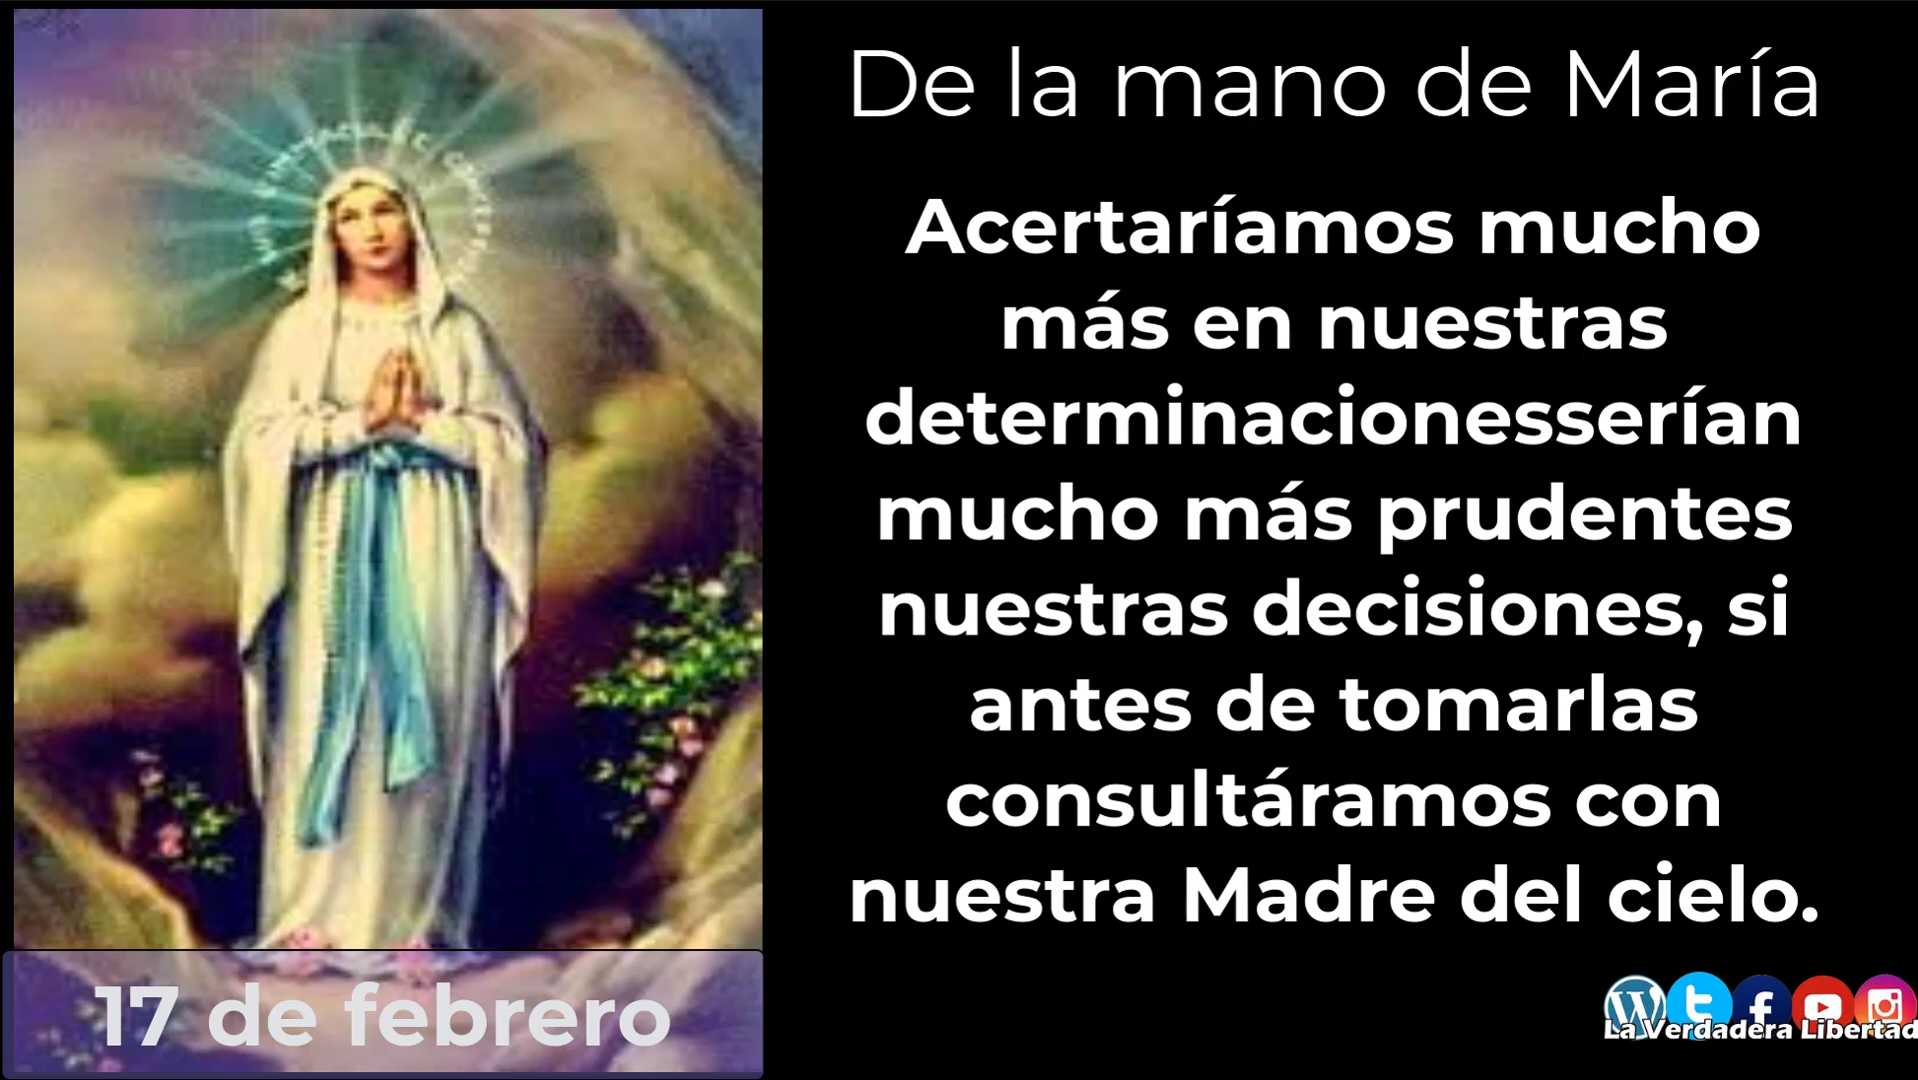 De la mano de María
Acertaríamos mucho
más en nuestras
determinacionesserían
mucho más prudentes
nuestras decisiones, si
antes de tomarlas
consultáramos con
nuestra Madre del cielo.
17 de febrero
La Verdadera Libertad